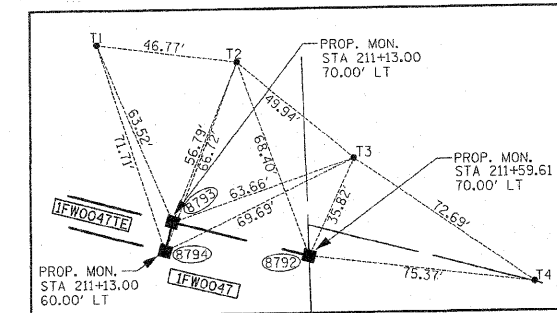 T1
46.77'
T2
PROP. MON.
STA 211+13.00
70.00' LT
49.94'
63.52'
71.71'
56.79'
66.72'
68.40'
T3
PROP. MON.
STA 211+59.61
70.00' LT
63.66'
69.69'
35.82'
72.69'
8793
1FW0047TE
8794
8792
75.37'
T4
PROP. MON.
STA 211+13.00
60.00' LT
1FW0047